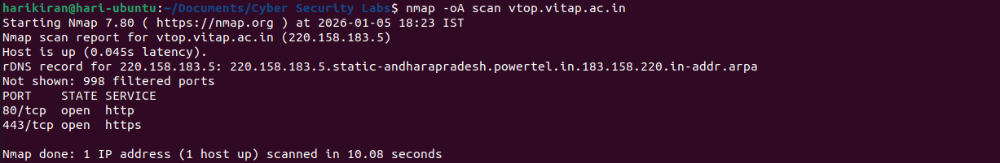 harikiran@hari-ubuntu:~/Documents/Cyber Security Labs$ nmap -oA scan vtop.vitap.ac.in
Starting Nmap 7.80 ( https://nmap.org ) at 2026-01-05 18:23 IST
Nmap scan report for vtop.vitap.ac.in (220.158.183.5)
Host is up (0.045s latency).
rDNS record for 220.158.183.5: 220.158.183.5.static-andharapradesh.powertel.in.183.158.220.in-addr.arpa
Not shown: 998 filtered ports
PORT    STATE SERVICE
80/tcp  open  http
443/tcp open  https

Nmap done: 1 IP address (1 host up) scanned in 10.08 seconds